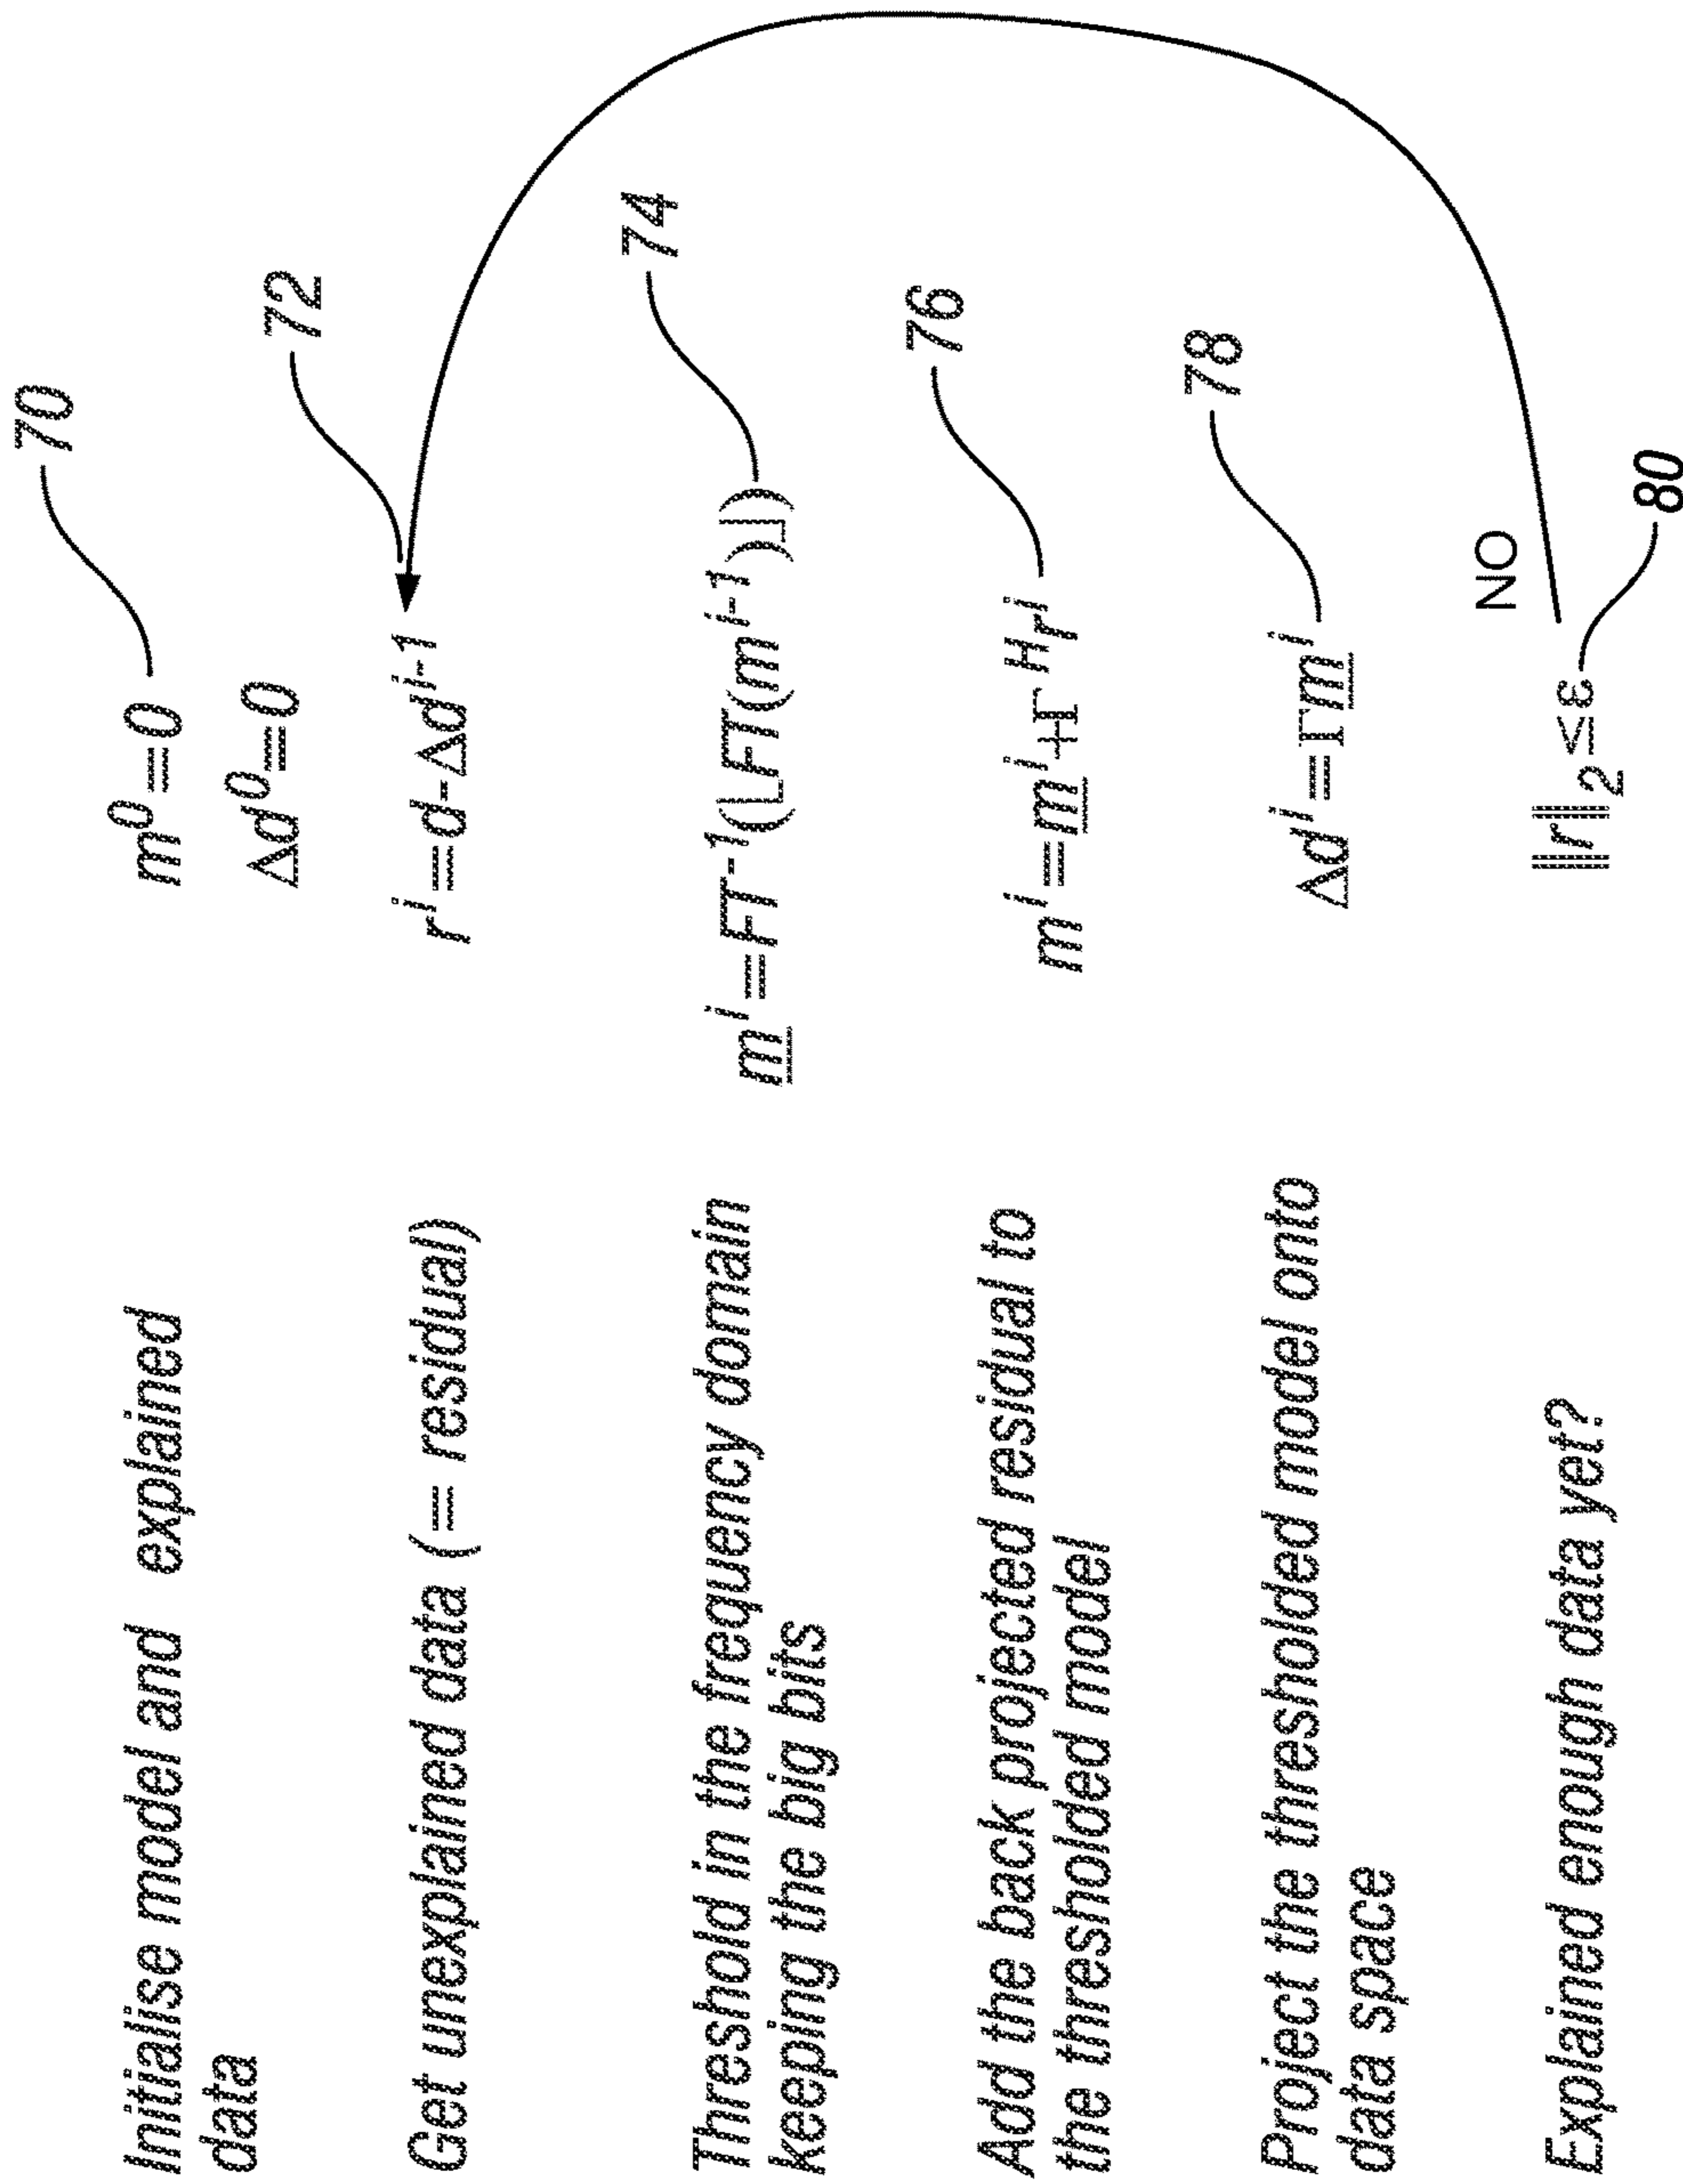 Initialise model and explained
data
m⁰=0
70
Δd⁰=0
Get unexplained data (= residual)
rⁱ=d-Δdⁱ⁻¹
72
Threshold in the frequency domain
keeping the big bits
m̲ⁱ=FT⁻¹(⌊FT(mⁱ⁻¹)⌋)
74
Add the back projected residual to
the thresholded model
mⁱ=m̲ⁱ+Γᴴrⁱ
76
Project the thresholded model onto
data space
Δdⁱ=Γm̲ⁱ
78
Explained enough data yet?
‖r‖₂≤ε
NO
80